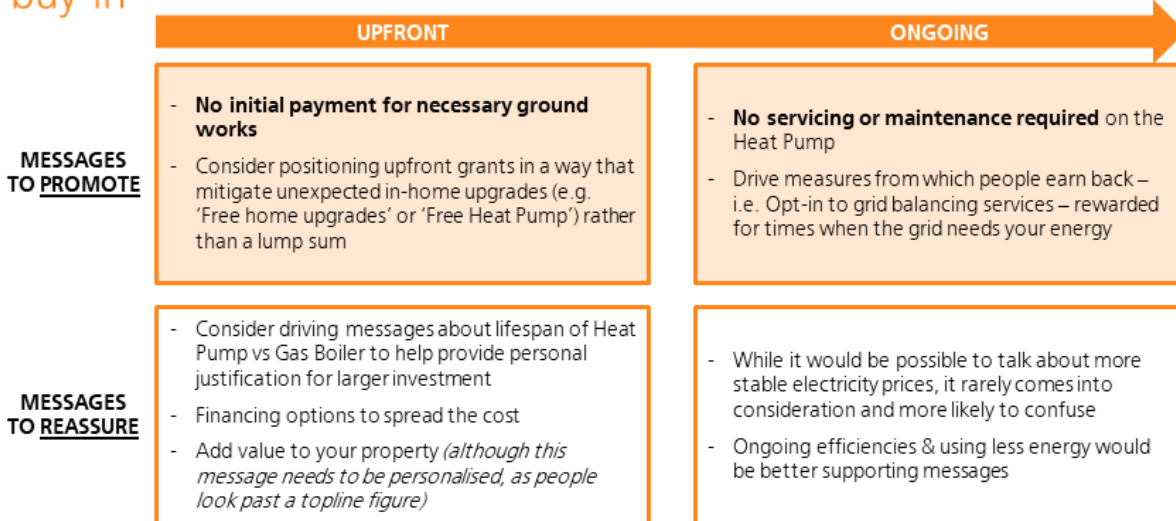 buy in
UPFRONT
ONGOING
MESSAGES
TO PROMOTE
- No initial payment for necessary ground
works
- Consider positioning upfront grants in a way that
mitigate unexpected in-home upgrades (e.g.
‘Free home upgrades’ or ‘Free Heat Pump’) rather
than a lump sum
- No servicing or maintenance required on the
Heat Pump
- Drive measures from which people earn back –
i.e. Opt-in to grid balancing services – rewarded
for times when the grid needs your energy
MESSAGES
TO REASSURE
- Consider driving messages about lifespan of Heat
Pump vs Gas Boiler to help provide personal
justification for larger investment
- Financing options to spread the cost
- Add value to your property (although this
message needs to be personalised, as people
look past a topline figure)
- While it would be possible to talk about more
stable electricity prices, it rarely comes into
consideration and more likely to confuse
- Ongoing efficiencies & using less energy would
be better supporting messages